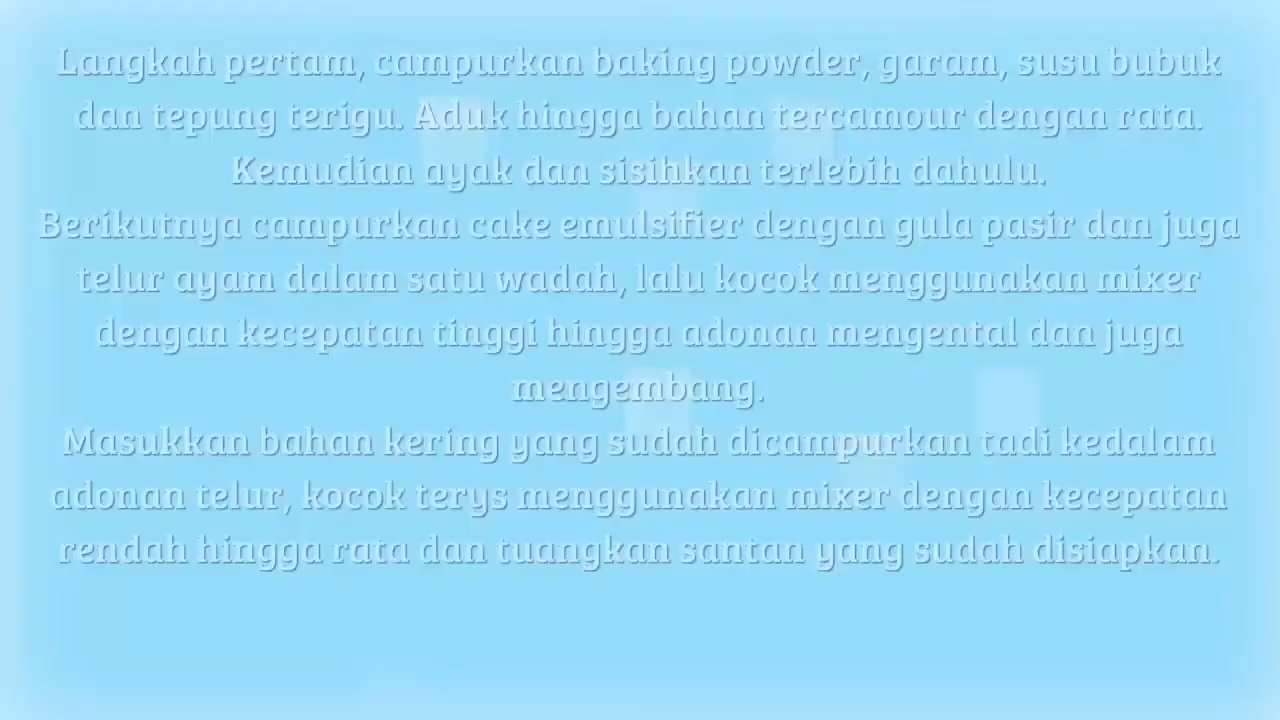 Langkah pertam, campurkan baking powder, garam, susu bubuk
dan tepung terigu. Aduk hingga bahan tercamour dengan rata.
Kemudian ayak dan sisihkan terlebih dahulu.
Berikutnya campurkan cake emulsifier dengan gula pasir dan juga
telur ayam dalam satu wadah, lalu kocok menggunakan mixer
dengan kecepatan tinggi hingga adonan mengental dan juga
mengembang.
Masukkan bahan kering yang sudah dicampurkan tadi kedalam
adonan telur, kocok terys menggunakan mixer dengan kecepatan
rendah hingga rata dan tuangkan santan yang sudah disiapkan.